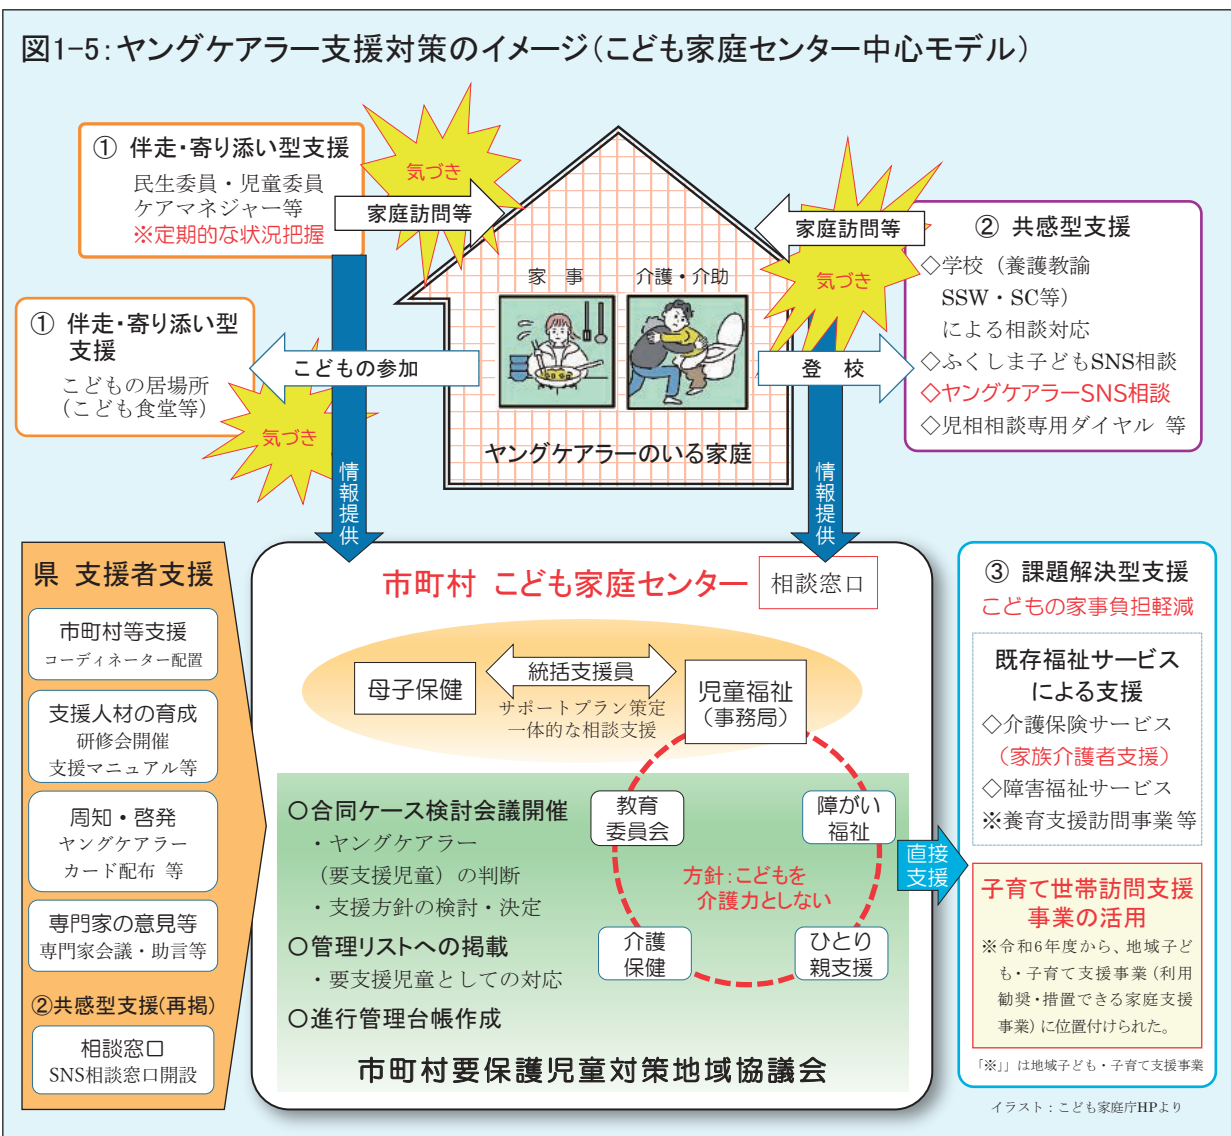 図1-5：ヤングケアラー支援対策のイメージ（こども家庭センター中心モデル）
① 伴走・寄り添い型支援
民生委員・児童委員
ケアマネジャー等
※定期的な状況把握
気づき
家庭訪問等
家庭訪問等
気づき
② 共感型支援
◇学校（養護教諭
SSW・SC等）
による相談対応
◇ふくしま子どもSNS相談
◇ヤングケアラーSNS相談
◇児相相談専用ダイヤル 等
① 伴走・寄り添い型
支援
こどもの居場所
（こども食堂等）
気づき
こどもの参加
家 事
介護・介助
登 校
ヤングケアラーのいる家庭
情報提供
情報提供
県 支援者支援
市町村等支援
コーディネーター配置
支援人材の育成
研修会開催
支援マニュアル等
周知・啓発
ヤングケアラー
カード配布 等
専門家の意見等
専門家会議・助言等
②共感型支援(再掲)
相談窓口
SNS相談窓口開設
市町村 こども家庭センター
相談窓口
母子保健
統括支援員
サポートプラン策定
一体的な相談支援
児童福祉
（事務局）
〇合同ケース検討会議開催
・ヤングケアラー
（要支援児童）の判断
・支援方針の検討・決定
〇管理リストへの掲載
・要支援児童としての対応
〇進行管理台帳作成
教育
委員会
障がい
福祉
方針：こどもを
介護力としない
介護
保健
ひとり
親支援
市町村要保護児童対策地域協議会
直接
支援
③ 課題解決型支援
こどもの家事負担軽減
既存福祉サービス
による支援
◇介護保険サービス
（家族介護者支援）
◇障害福祉サービス
※養育支援訪問事業等
子育て世帯訪問支援
事業の活用
※令和6年度から、地域子ど
も・子育て支援事業（利用
勧奨・措置できる家庭支援
事業）に位置付けられた。
「※」」は地域子ども・子育て支援事業
イラスト：こども家庭庁HPより